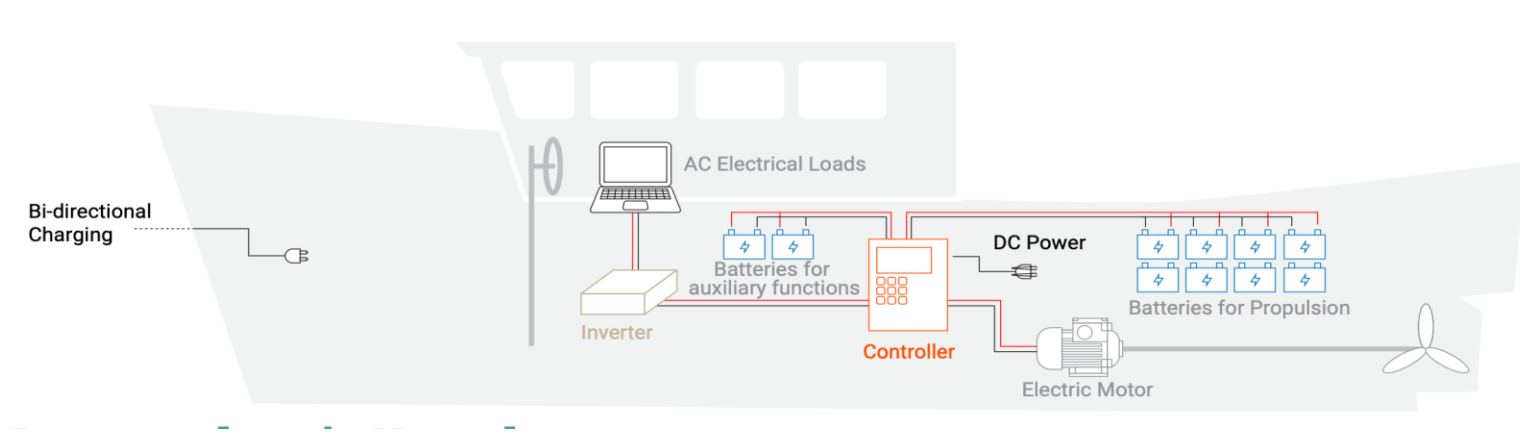 AC Electrical Loads
Bi-directional
Charging
DC Power
Batteries for
auxiliary functions
Batteries for Propulsion
Inverter
Controller
Electric Motor